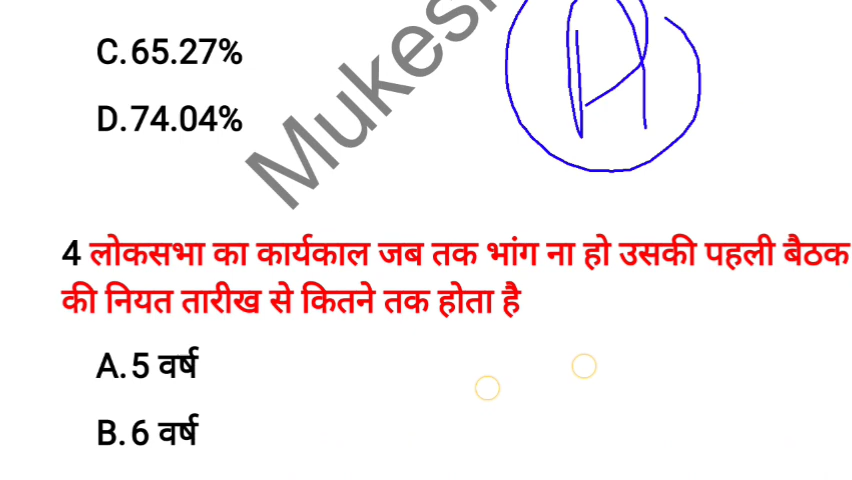 C.65.27%
D.74.04%
Mukesh
A
4 लोकसभा का कार्यकाल जब तक भांग ना हो उसकी पहली बैठक
की नियत तारीख से कितने तक होता है
A.5 वर्ष
B.6 वर्ष